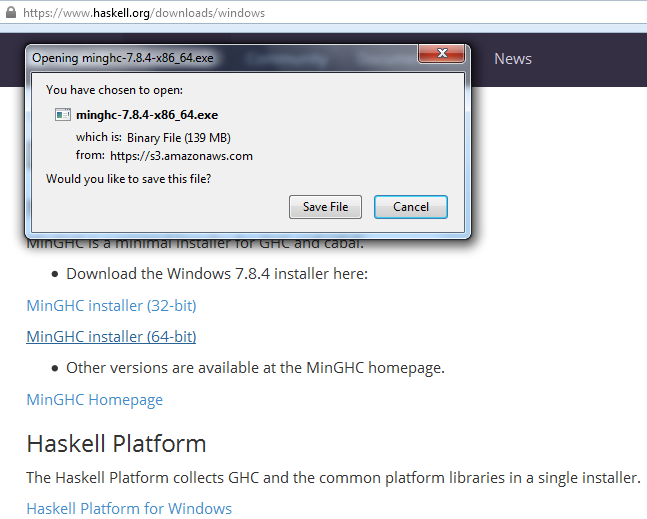 https://www.haskell.org/downloads/windows
Opening minghc-7.8.4-x86_64.exe
News
You have chosen to open:
minghc-7.8.4-x86_64.exe
which is: Binary File (139 MB)
from: https://s3.amazonaws.com
Would you like to save this file?
Save File
Cancel
MinGHC is a minimal installer for GHC and cabal.
Download the Windows 7.8.4 installer here:
MinGHC installer (32-bit)
MinGHC installer (64-bit)
Other versions are available at the MinGHC homepage.
MinGHC Homepage
Haskell Platform
The Haskell Platform collects GHC and the common platform libraries in a single installer.
Haskell Platform for Windows